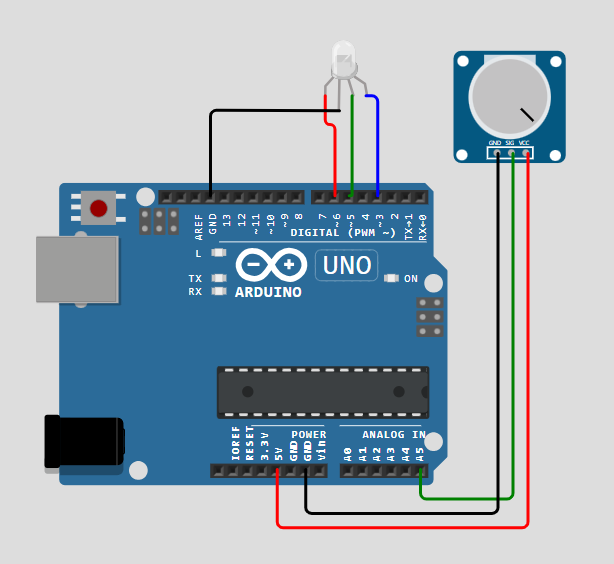 GND SIG VCC
AREF GND 13 12 ~11 ~10 ~9 8 7 ~6 ~5 4 ~3 2 TX→1 RX←0
DIGITAL (PWM ~)
L
TX
RX
UNO
ON
ARDUINO
IOREF RESET 3.3V 5V GND GND Vin
POWER
ANALOG IN
A0 A1 A2 A3 A4 A5